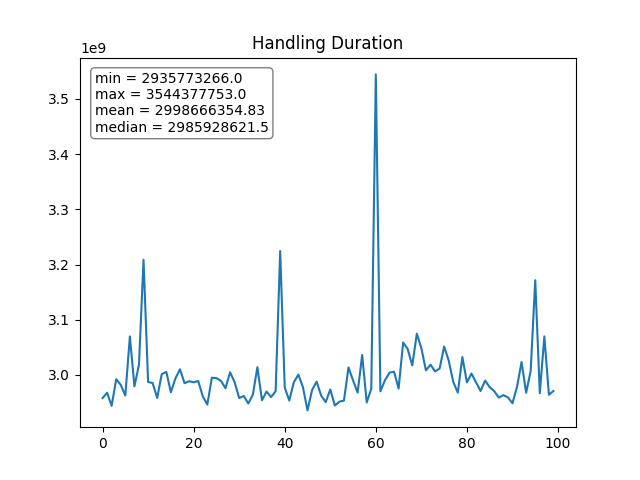 Handling Duration
1e9
min = 2935773266.0
max = 3544377753.0
mean = 2998666354.83
median = 2985928621.5
3.5
3.4
3.3
3.2
3.1
3.0
0 20 40 60 80 100